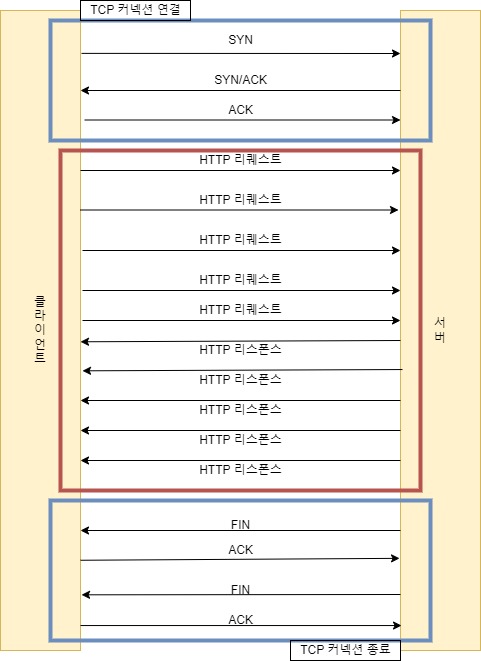 TCP 커넥션 연결
SYN
SYN/ACK
ACK
HTTP 리퀘스트
HTTP 리퀘스트
HTTP 리퀘스트
HTTP 리퀘스트
HTTP 리퀘스트
클라이언트
서버
HTTP 리스폰스
HTTP 리스폰스
HTTP 리스폰스
HTTP 리스폰스
HTTP 리스폰스
FIN
ACK
FIN
ACK
TCP 커넥션 종료